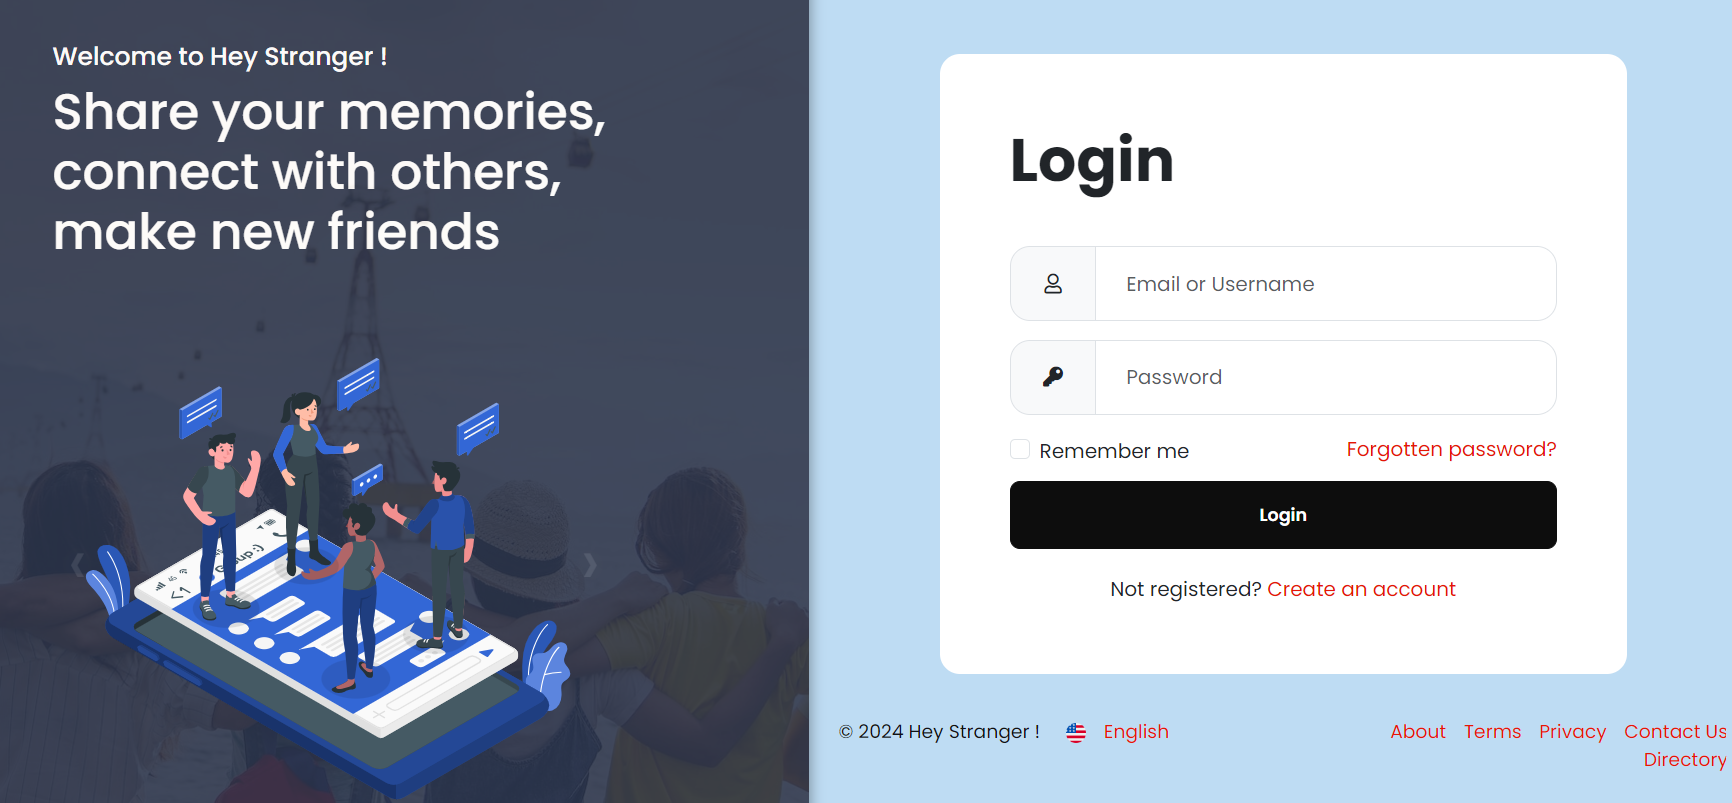 Welcome to Hey Stranger !
Share your memories,
connect with others,
make new friends
Login
Email or Username
Password
Remember me
Forgotten password?
Login
Not registered? Create an account
© 2024 Hey Stranger !
English
About Terms Privacy Contact Us
Directory